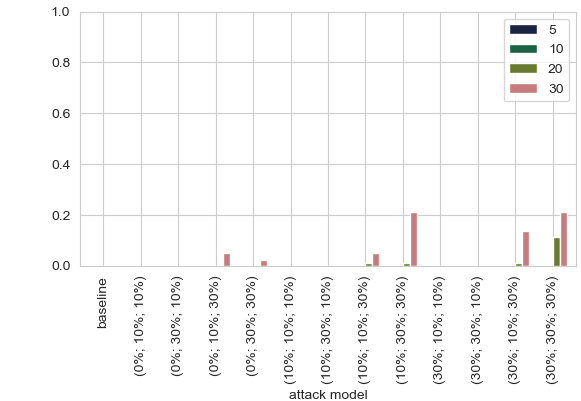 1.0
0.8
0.6
0.4
0.2
0.0
5
10
20
30
baseline
(0%; 10%; 10%)
(0%; 30%; 10%)
(0%; 10%; 30%)
(0%; 30%; 30%)
(10%; 10%; 10%)
(10%; 30%; 10%)
(10%; 10%; 30%)
(10%; 30%; 30%)
(30%; 10%; 10%)
(30%; 30%; 10%)
(30%; 10%; 30%)
(30%; 30%; 30%)
attack model